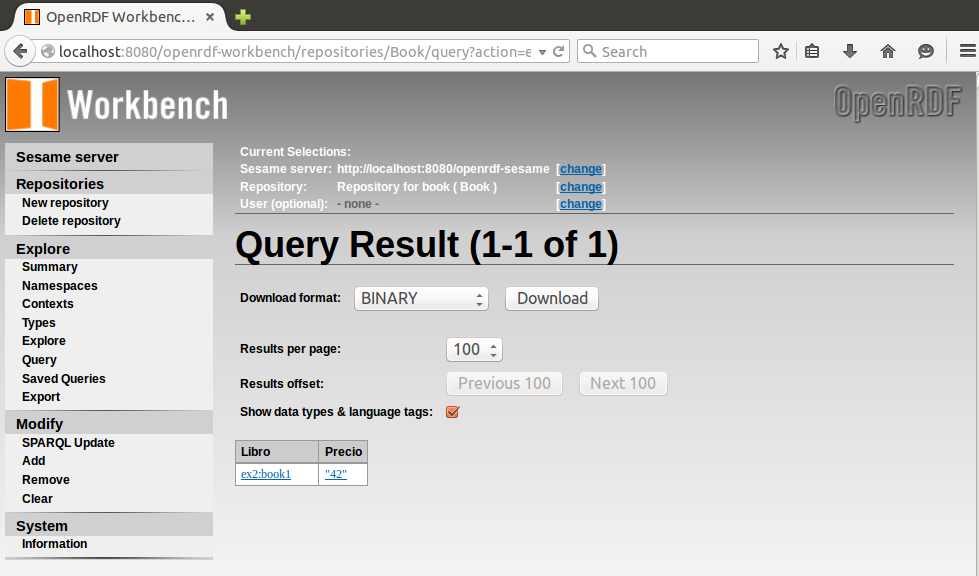 OpenRDF Workbenc...
localhost:8080/openrdf-workbench/repositories/Book/query?action=e
Search
Workbench
OpenRDF
Sesame server
Repositories
New repository
Delete repository
Explore
Summary
Namespaces
Contexts
Types
Explore
Query
Saved Queries
Export
Modify
SPARQL Update
Add
Remove
Clear
System
Information
Current Selections:
Sesame server: http://localhost:8080/openrdf-sesame [change]
Repository: Repository for book ( Book ) [change]
User (optional): - none - [change]
Query Result (1-1 of 1)
Download format: BINARY Download
Results per page: 100
Results offset: Previous 100 Next 100
Show data types & language tags:
Libro Precio
ex2:book1 "42"